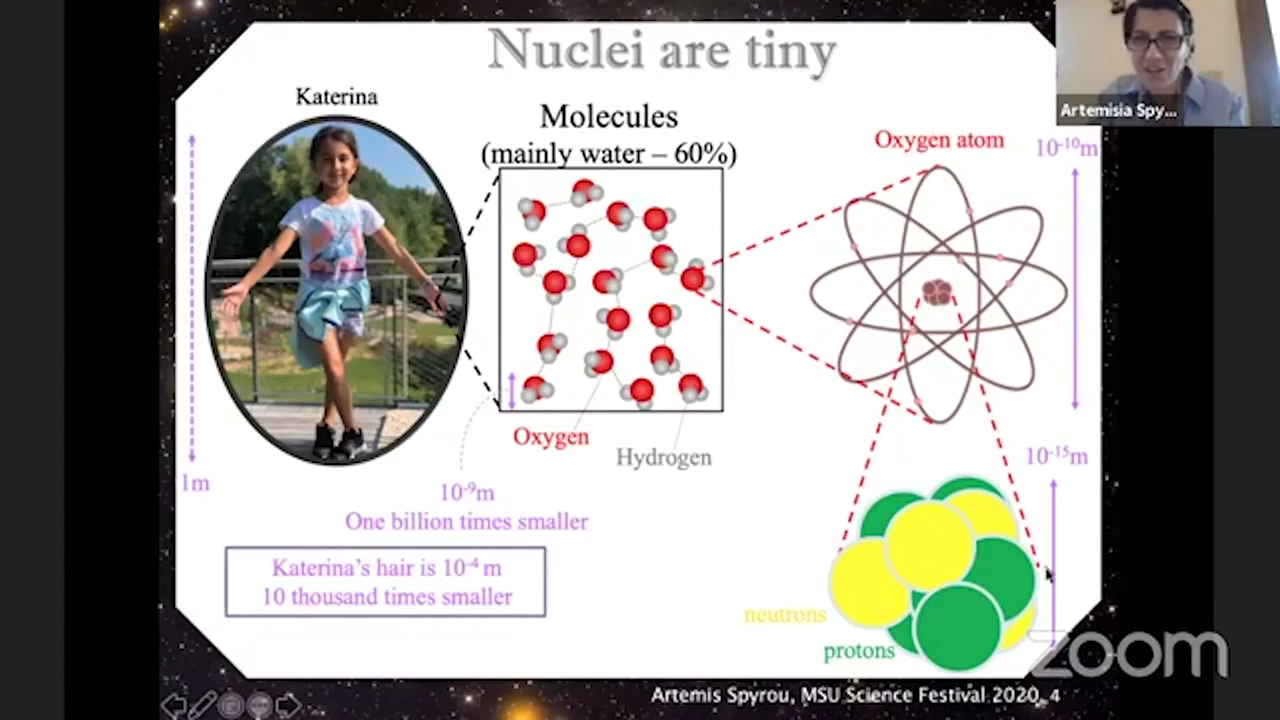 Nuclei are tiny
Artemisia Spy...
Katerina
Molecules
(mainly water – 60%)
Oxygen atom
10⁻¹⁰m
1m
Oxygen
Hydrogen
10⁻⁹m
One billion times smaller
10⁻¹⁵m
Katerina's hair is 10⁻⁴ m
10 thousand times smaller
neutrons
protons
zoom
Artemis Spyrou, MSU Science Festival 2020, 4